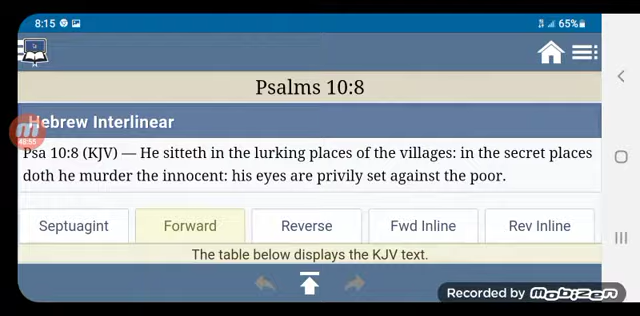 8:15
65%
Psalms 10:8
Hebrew Interlinear
48:55
Psa 10:8 (KJV) — He sitteth in the lurking places of the villages: in the secret places
doth he murder the innocent: his eyes are privily set against the poor.
Septuagint Forward Reverse Fwd Inline Rev Inline
The table below displays the KJV text.
Recorded by MOBIZEN